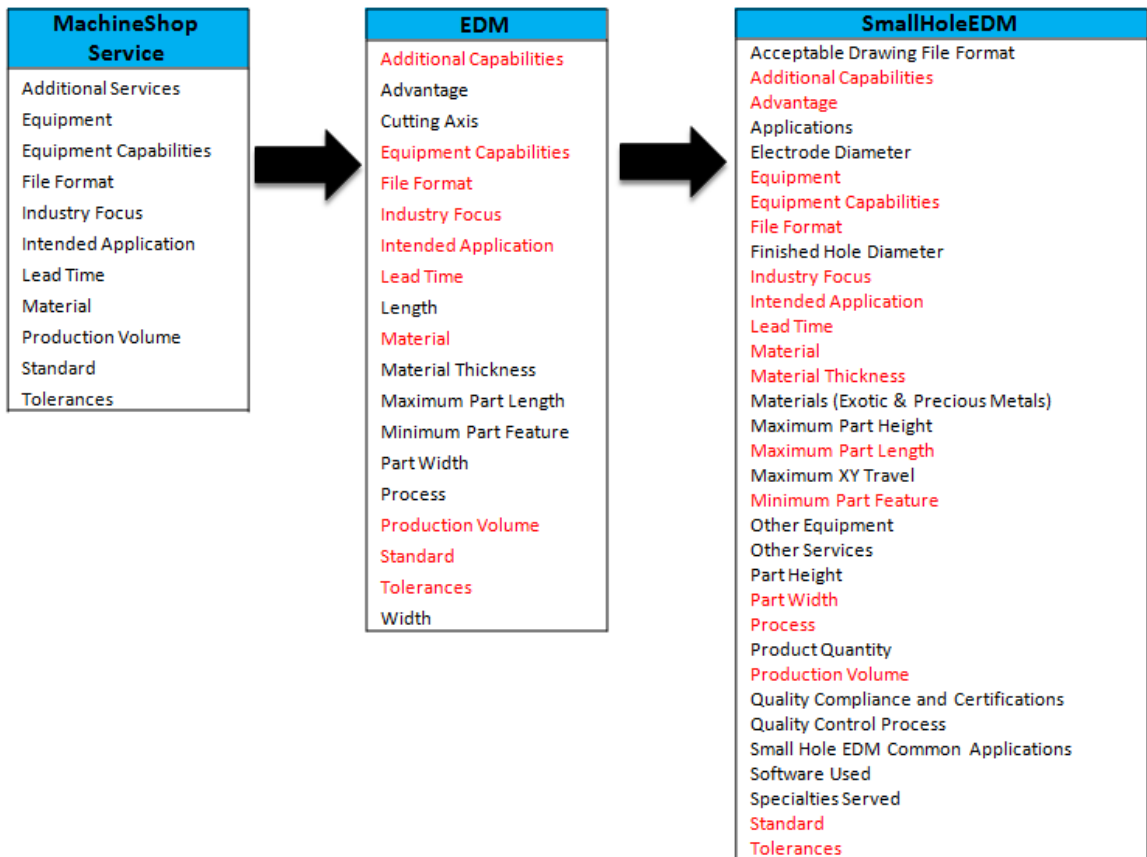 MachineShop
Service
Additional Services
Equipment
Equipment Capabilities
File Format
Industry Focus
Intended Application
Lead Time
Material
Production Volume
Standard
Tolerances
EDM
Additional Capabilities
Advantage
Cutting Axis
Equipment Capabilities
File Format
Industry Focus
Intended Application
Lead Time
Length
Material
Material Thickness
Maximum Part Length
Minimum Part Feature
Part Width
Process
Production Volume
Standard
Tolerances
Width
SmallHoleEDM
Acceptable Drawing File Format
Additional Capabilities
Advantage
Applications
Electrode Diameter
Equipment
Equipment Capabilities
File Format
Finished Hole Diameter
Industry Focus
Intended Application
Lead Time
Material
Material Thickness
Materials (Exotic & Precious Metals)
Maximum Part Height
Maximum Part Length
Maximum XY Travel
Minimum Part Feature
Other Equipment
Other Services
Part Height
Part Width
Process
Product Quantity
Production Volume
Quality Compliance and Certifications
Quality Control Process
Small Hole EDM Common Applications
Software Used
Specialties Served
Standard
Tolerances